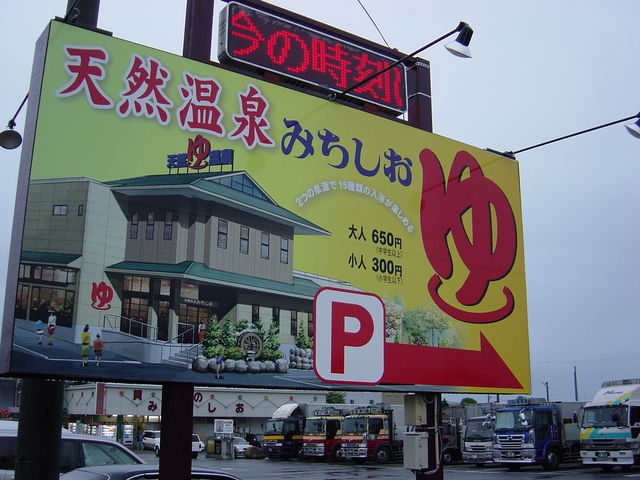 今の時刻
天然温泉
みちしお
ゆ
天然ゆ温泉
2つの泉源で15種類の入浴が楽しめる
大人 650円
(中学生以上)
小人 300円
(小学生以下)
ゆ
P
みちのしお